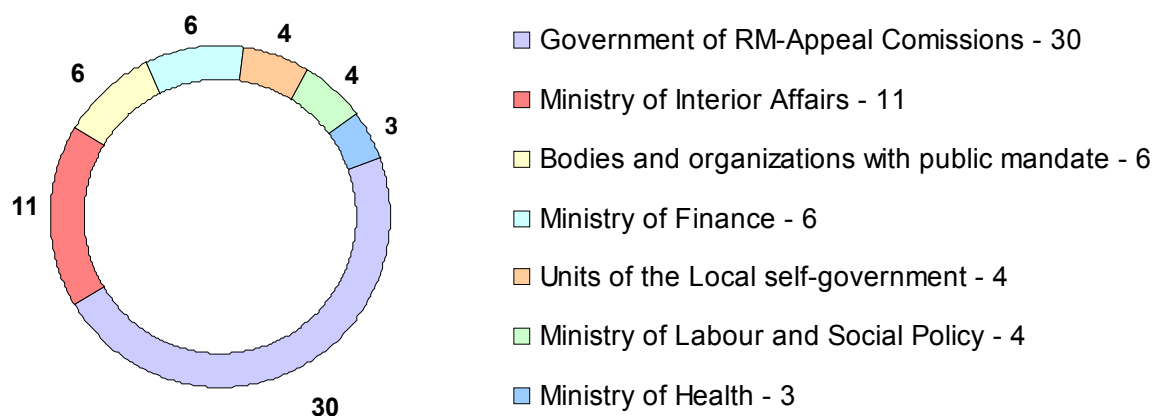 6
4
6
4
3
11
30
Government of RM-Appeal Comissions - 30
Ministry of Interior Affairs - 11
Bodies and organizations with public mandate - 6
Ministry of Finance - 6
Units of the Local self-government - 4
Ministry of Labour and Social Policy - 4
Ministry of Health - 3